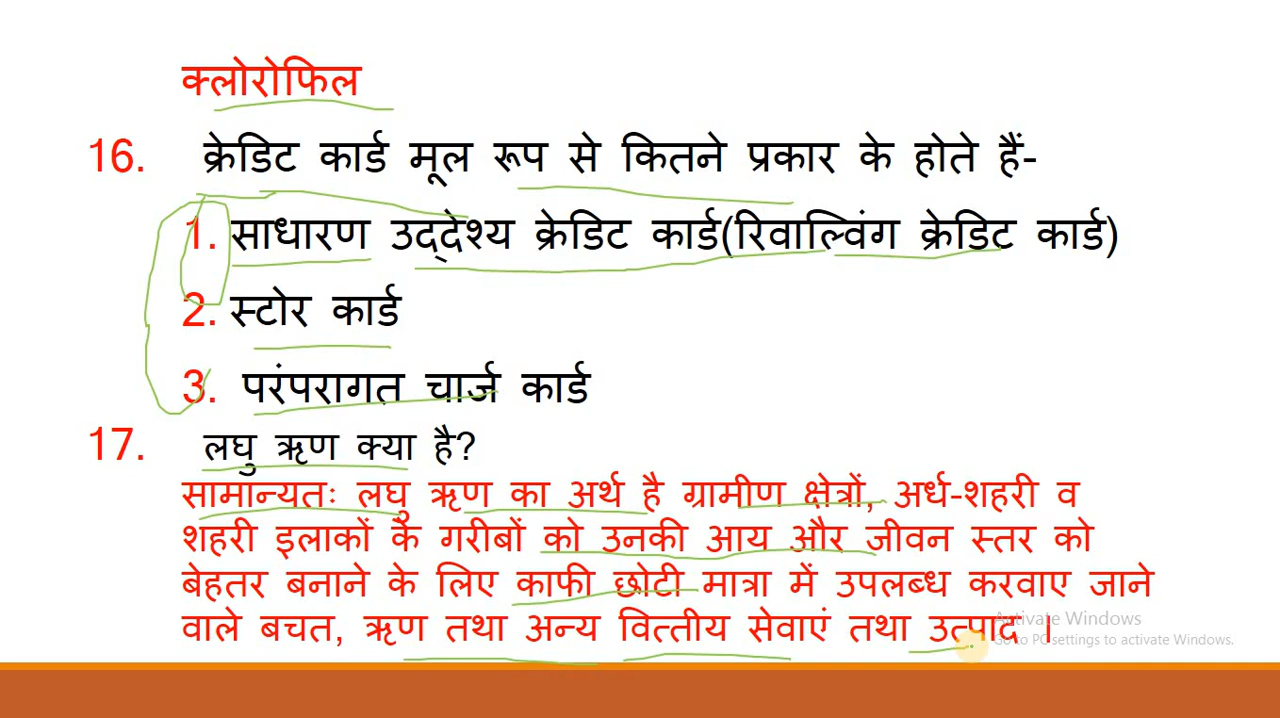 क्लोरोफिल
16. क्रेडिट कार्ड मूल रूप से कितने प्रकार के होते हैं-
1. साधारण उद्देश्य क्रेडिट कार्ड(रिवाल्विंग क्रेडिट कार्ड)
2. स्टोर कार्ड
3. परंपरागत चार्ज कार्ड
17. लघु ऋण क्या है?
सामान्यतः लघु ऋण का अर्थ है ग्रामीण क्षेत्रों, अर्ध-शहरी व
शहरी इलाकों के गरीबों को उनकी आय और जीवन स्तर को
बेहतर बनाने के लिए काफी छोटी मात्रा में उपलब्ध करवाए जाने
वाले बचत, ऋण तथा अन्य वित्तीय सेवाएं तथा उत्पाद |
Activate Windows
Go to PC settings to activate Windows.